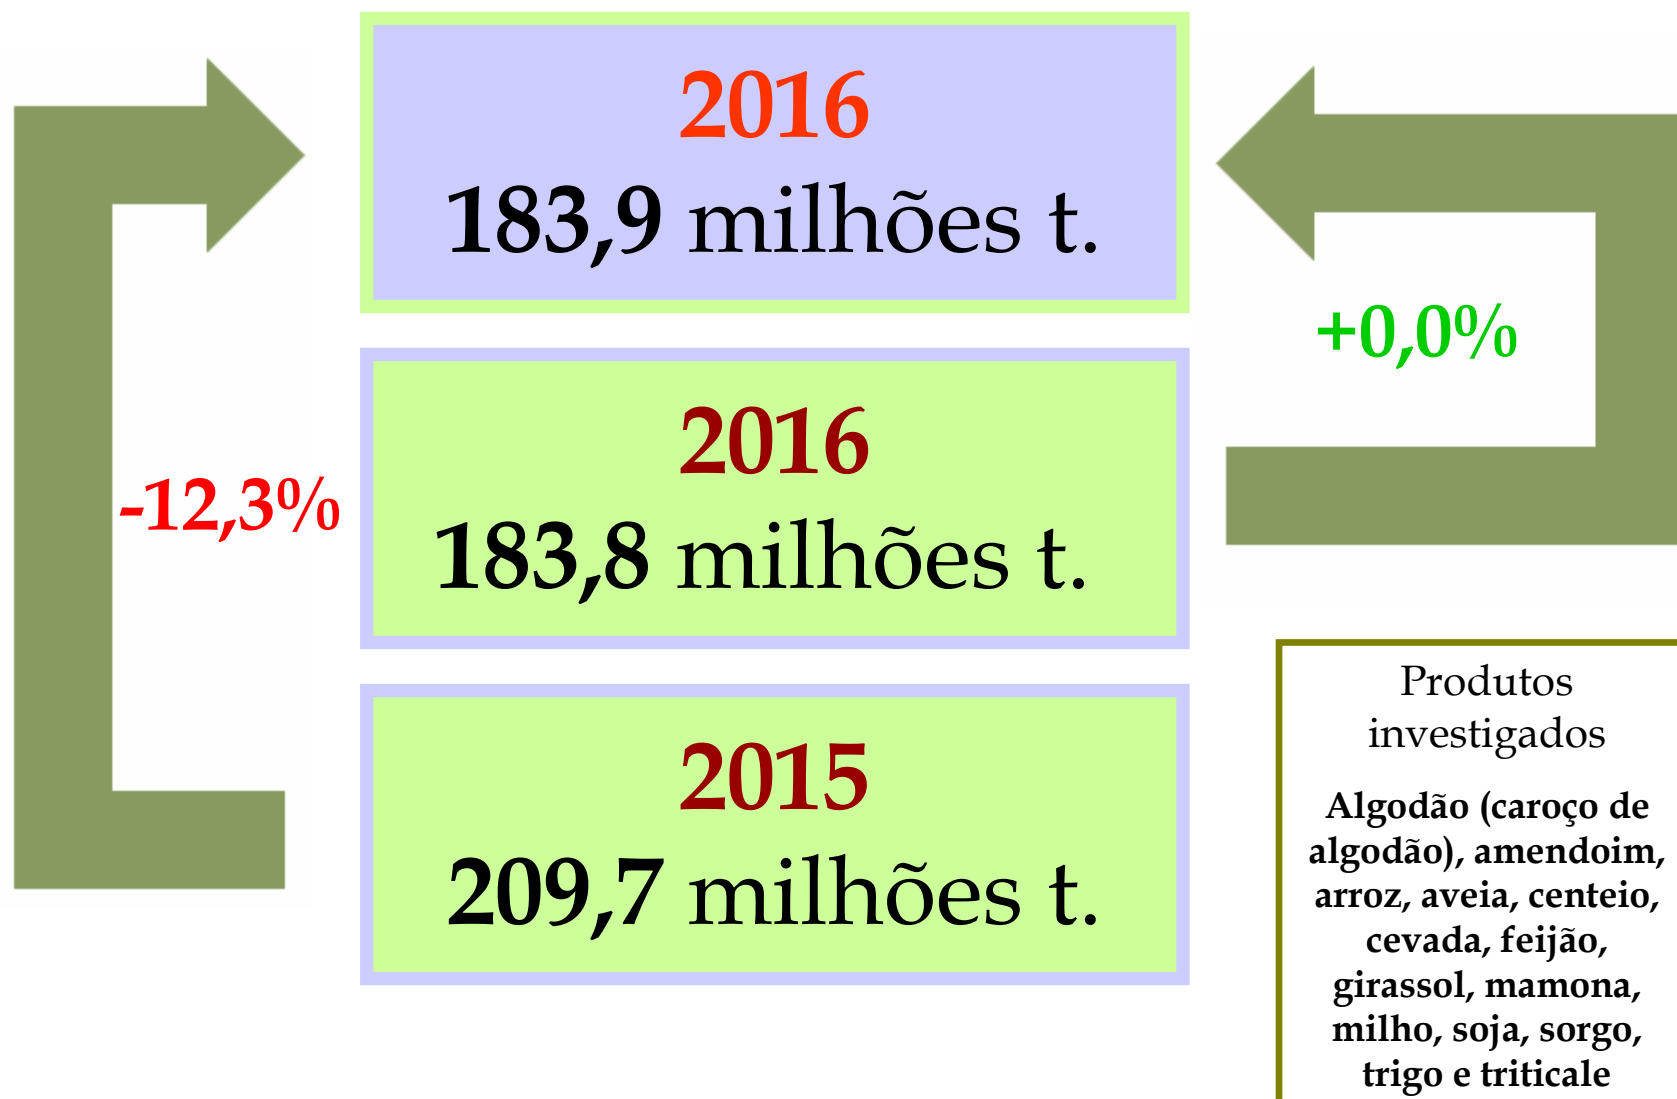 2016
183,9 milhões t.
+0,0%
2016
183,8 milhões t.
-12,3%
2015
209,7 milhões t.
Produtos
investigados
Algodão (caroço de
algodão), amendoim,
arroz, aveia, centeio,
cevada, feijão,
girassol, mamona,
milho, soja, sorgo,
trigo e triticale